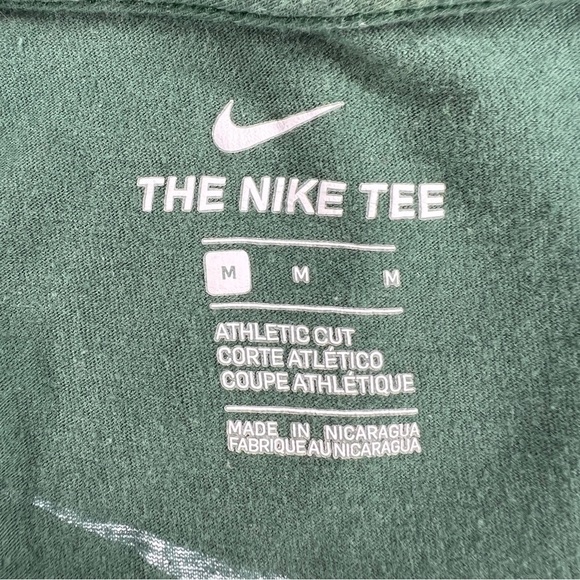 THE NIKE TEE
M M M
ATHLETIC CUT
CORTE ATLÉTICO
COUPE ATHLÉTIQUE
MADE IN NICARAGUA
FABRIQUE AU NICARAGUA